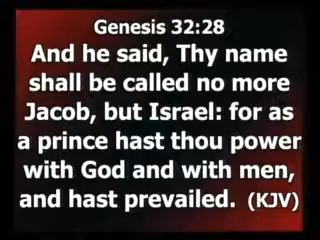 Genesis 32:28
And he said, Thy name
shall be called no more
Jacob, but Israel: for as
a prince hast thou power
with God and with men,
and hast prevailed. (KJV)